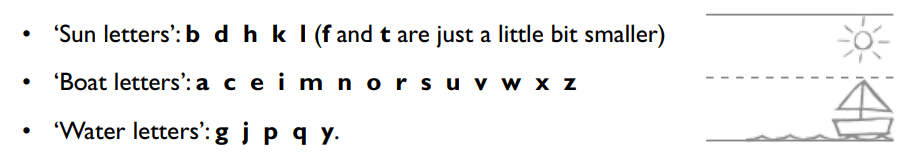 • ‘Sun letters’: b d h k l (f and t are just a little bit smaller)
• ‘Boat letters’: a c e i m n o r s u v w x z
• ‘Water letters’: g j p q y.